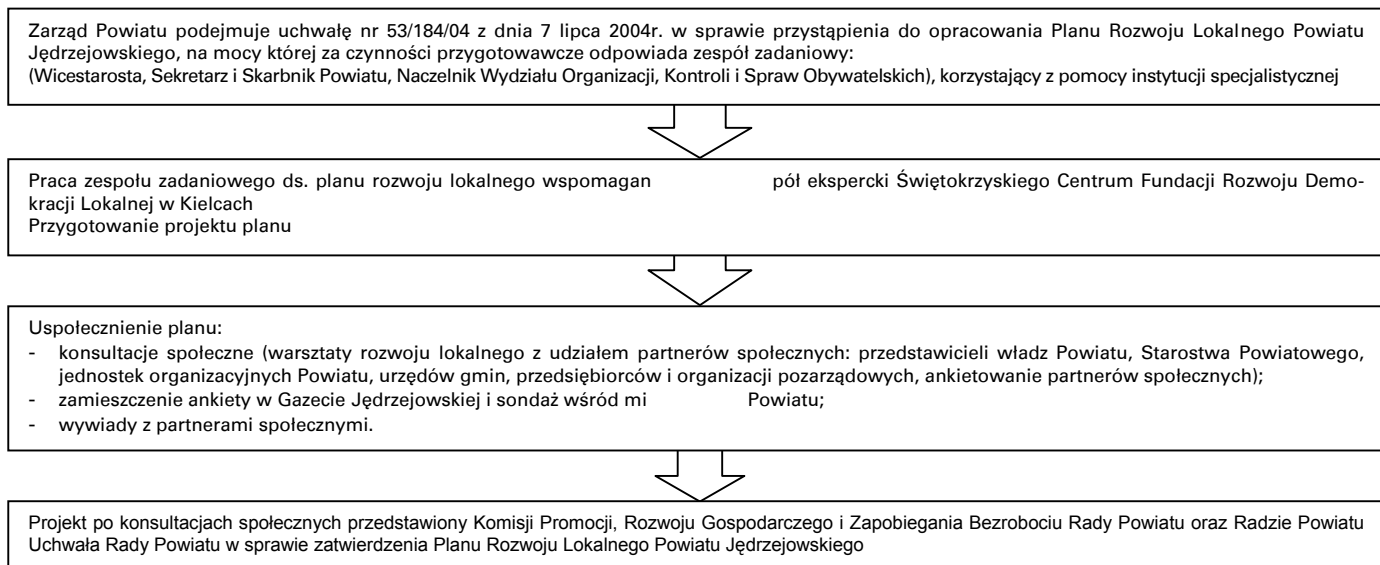 Zarząd Powiatu podejmuje uchwałę nr 53/184/04 z dnia 7 lipca 2004r. w sprawie przystąpienia do opracowania Planu Rozwoju Lokalnego Powiatu
Jędrzejowskiego, na mocy której za czynności przygotowawcze odpowiada zespół zadaniowy:
(Wicestarosta, Sekretarz i Skarbnik Powiatu, Naczelnik Wydziału Organizacji, Kontroli i Spraw Obywatelskich), korzystający z pomocy instytucji specjalistycznej
Praca zespołu zadaniowego ds. planu rozwoju lokalnego wspomagan pół ekspercki Świętokrzyskiego Centrum Fundacji Rozwoju Demo-
kracji Lokalnej w Kielcach
Przygotowanie projektu planu
Uspołecznienie planu:
- konsultacje społeczne (warsztaty rozwoju lokalnego z udziałem partnerów społecznych: przedstawicieli władz Powiatu, Starostwa Powiatowego,
jednostek organizacyjnych Powiatu, urzędów gmin, przedsiębiorców i organizacji pozarządowych, ankietowanie partnerów społecznych);
- zamieszczenie ankiety w Gazecie Jędrzejowskiej i sondaż wśród mi Powiatu;
- wywiady z partnerami społecznymi.
Projekt po konsultacjach społecznych przedstawiony Komisji Promocji, Rozwoju Gospodarczego i Zapobiegania Bezrobociu Rady Powiatu oraz Radzie Powiatu
Uchwała Rady Powiatu w sprawie zatwierdzenia Planu Rozwoju Lokalnego Powiatu Jędrzejowskiego